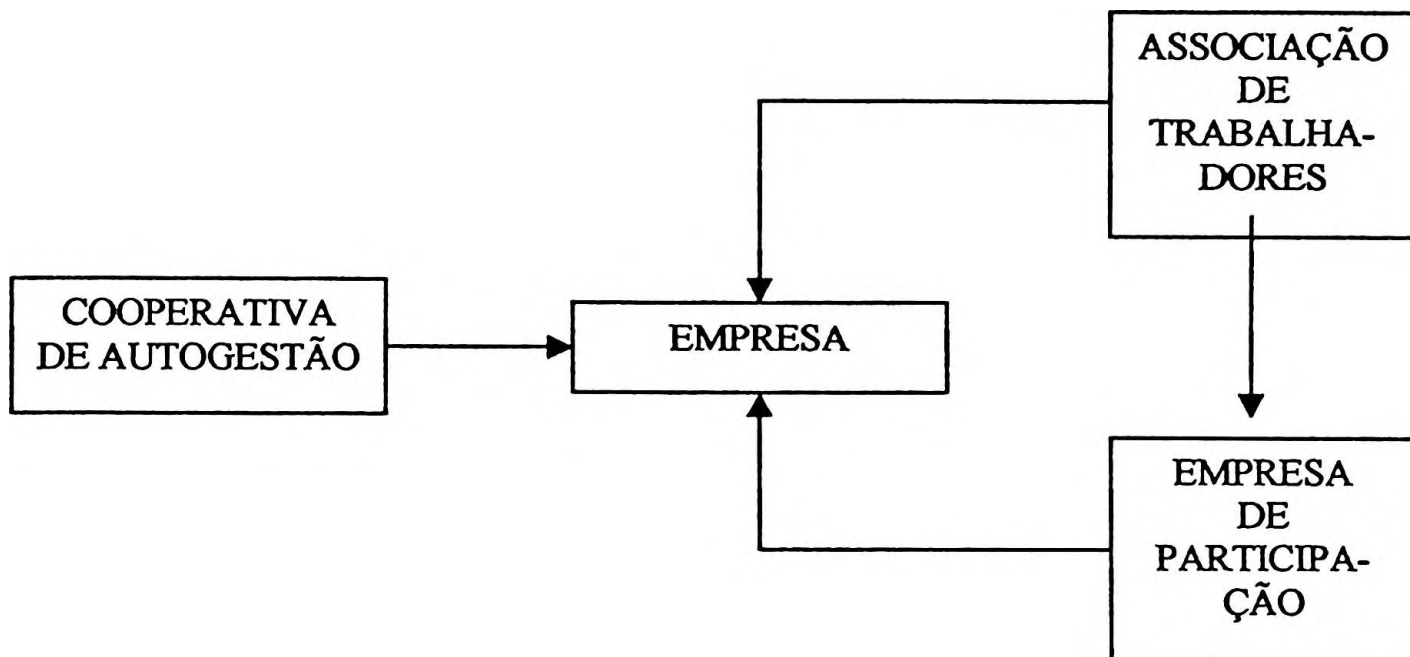 ASSOCIAÇÃO
DE
TRABALHA-
DORES
COOPERATIVA
DE AUTOGESTÃO
EMPRESA
EMPRESA
DE
PARTICIPA-
ÇÃO